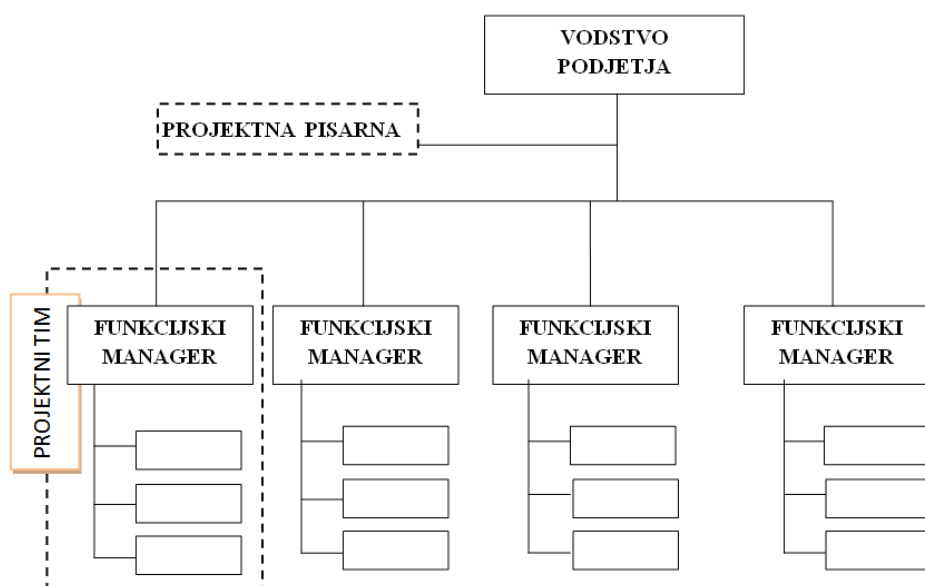 VODSTVO
PODJETJA
PROJEKTNA PISARNA
PROJEKTNI TIM
FUNKCIJSKI
MANAGER
FUNKCIJSKI
MANAGER
FUNKCIJSKI
MANAGER
FUNKCIJSKI
MANAGER